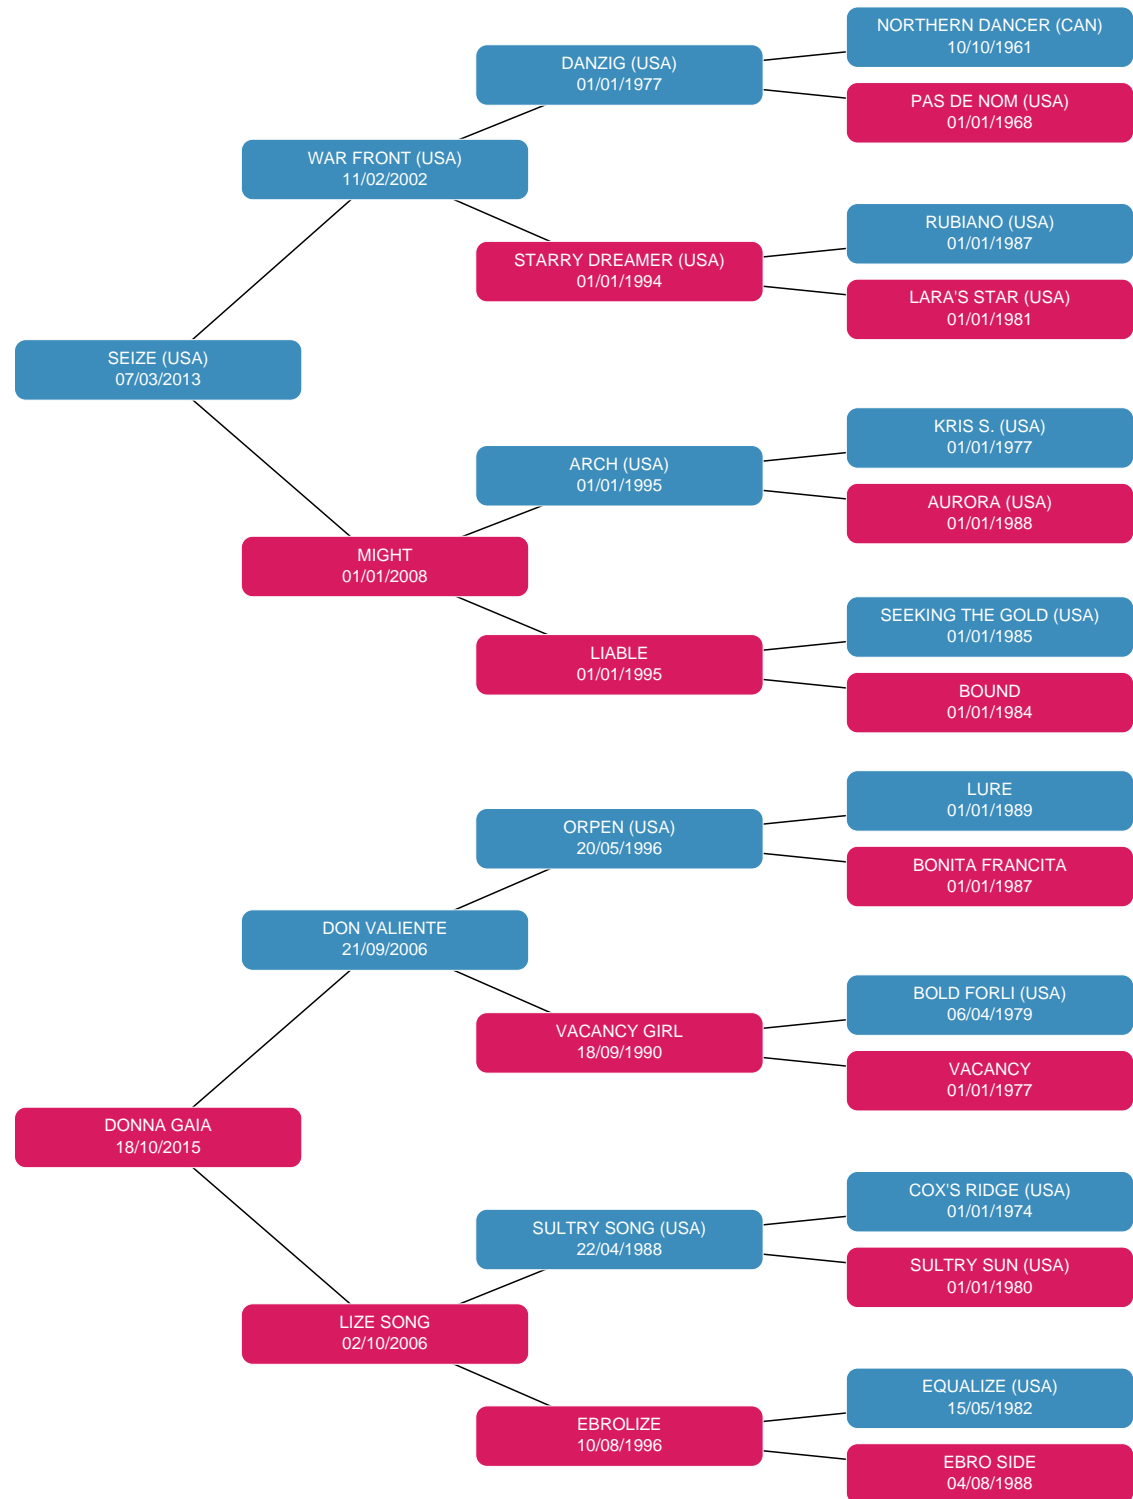 NORTHERN DANCER (CAN)
10/10/1961
DANZIG (USA)
01/01/1977
PAS DE NOM (USA)
01/01/1968
WAR FRONT (USA)
11/02/2002
RUBIANO (USA)
01/01/1987
STARRY DREAMER (USA)
01/01/1994
LARA'S STAR (USA)
01/01/1981
SEIZE (USA)
07/03/2013
KRIS S. (USA)
01/01/1977
ARCH (USA)
01/01/1995
AURORA (USA)
01/01/1988
MIGHT
01/01/2008
SEEKING THE GOLD (USA)
01/01/1985
LIABLE
01/01/1995
BOUND
01/01/1984
LURE
01/01/1989
ORPEN (USA)
20/05/1996
BONITA FRANCITA
01/01/1987
DON VALIENTE
21/09/2006
BOLD FORLI (USA)
06/04/1979
VACANCY GIRL
18/09/1990
VACANCY
01/01/1977
DONNA GAIA
18/10/2015
COX'S RIDGE (USA)
01/01/1974
SULTRY SONG (USA)
22/04/1988
SULTRY SUN (USA)
01/01/1980
LIZE SONG
02/10/2006
EQUALIZE (USA)
15/05/1982
EBROLIZE
10/08/1996
EBRO SIDE
04/08/1988